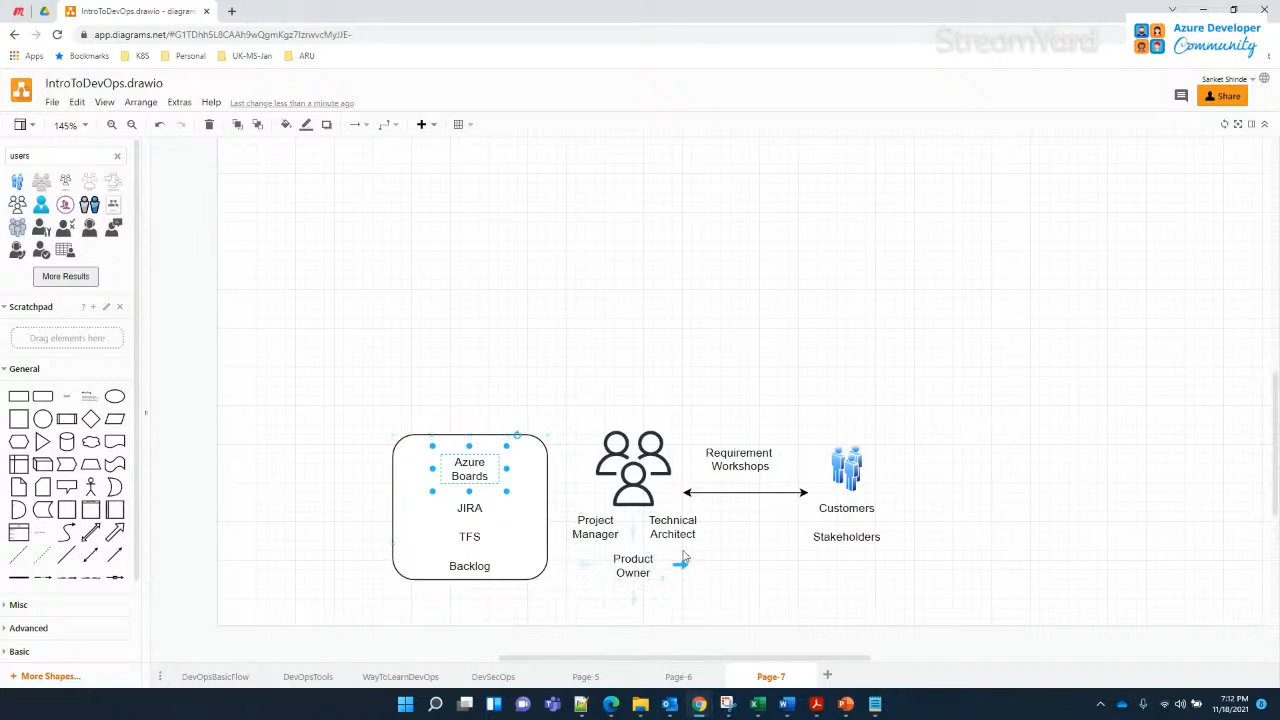 IntroToDevOps.drawio - diagram
app.diagrams.net/#G1TDhh5L8CAAh9wQgmKgz7IzrwvcMyJJE-
Apps
Bookmarks
K8S
Personal
UK-MS-Jan
ARU
StreamYard
Azure Developer
Community
IntroToDevOps.drawio
Sanket Shinde
File Edit View Arrange Extras Help Last change less than a minute ago
Share
145%
users
More Results
Scratchpad
Drag elements here
General
Misc
Advanced
Basic
+ More Shapes...
Azure
Boards
JIRA
TFS
Backlog
Project
Manager
Technical
Architect
Product
Owner
Requirement
Workshops
Customers
Stakeholders
DevOpsBasicFlow
DevOpsTools
WayToLearnDevOps
DevSecOps
Page-5
Page-6
Page-7
7:12 PM
11/18/2021